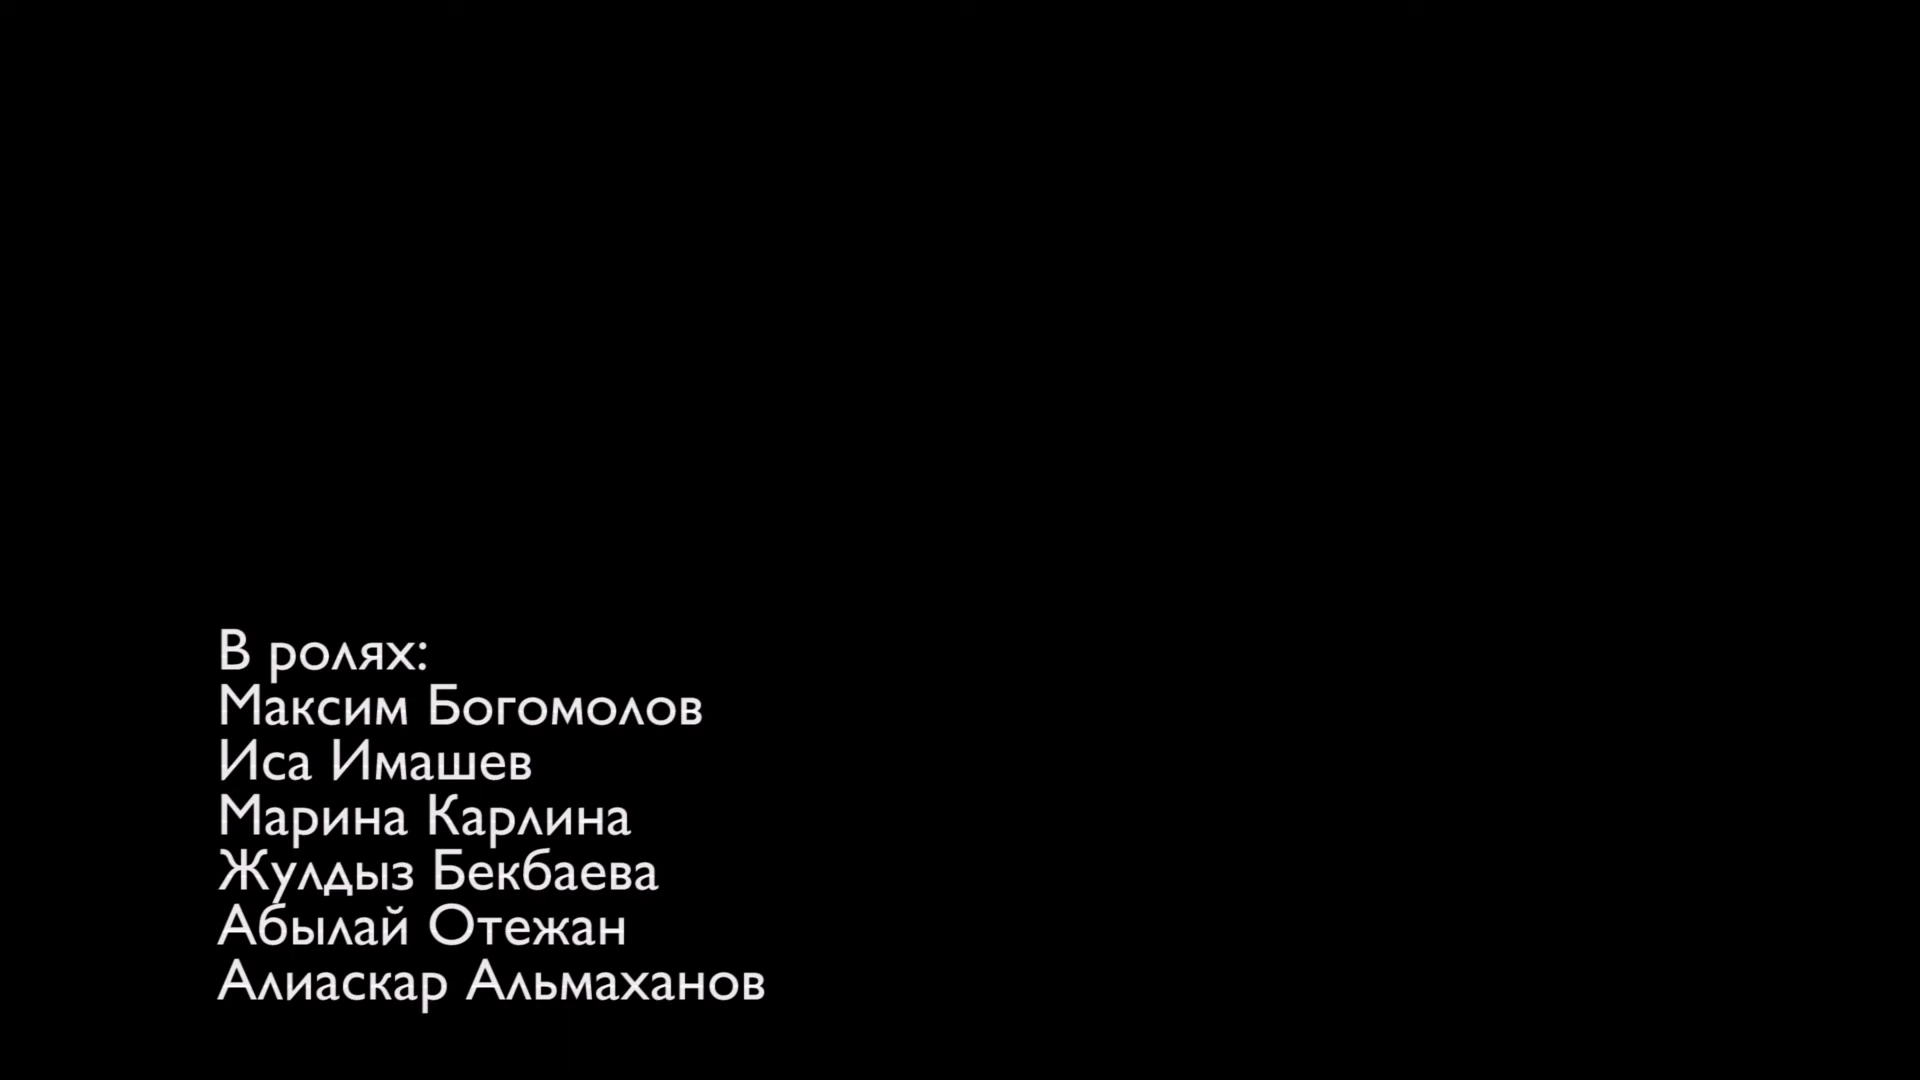 В ролях:
Максим Богомолов
Иса Имашев
Марина Карлина
Жулдыз Бекбаева
Абылай Отежан
Алиаскар Альмаханов